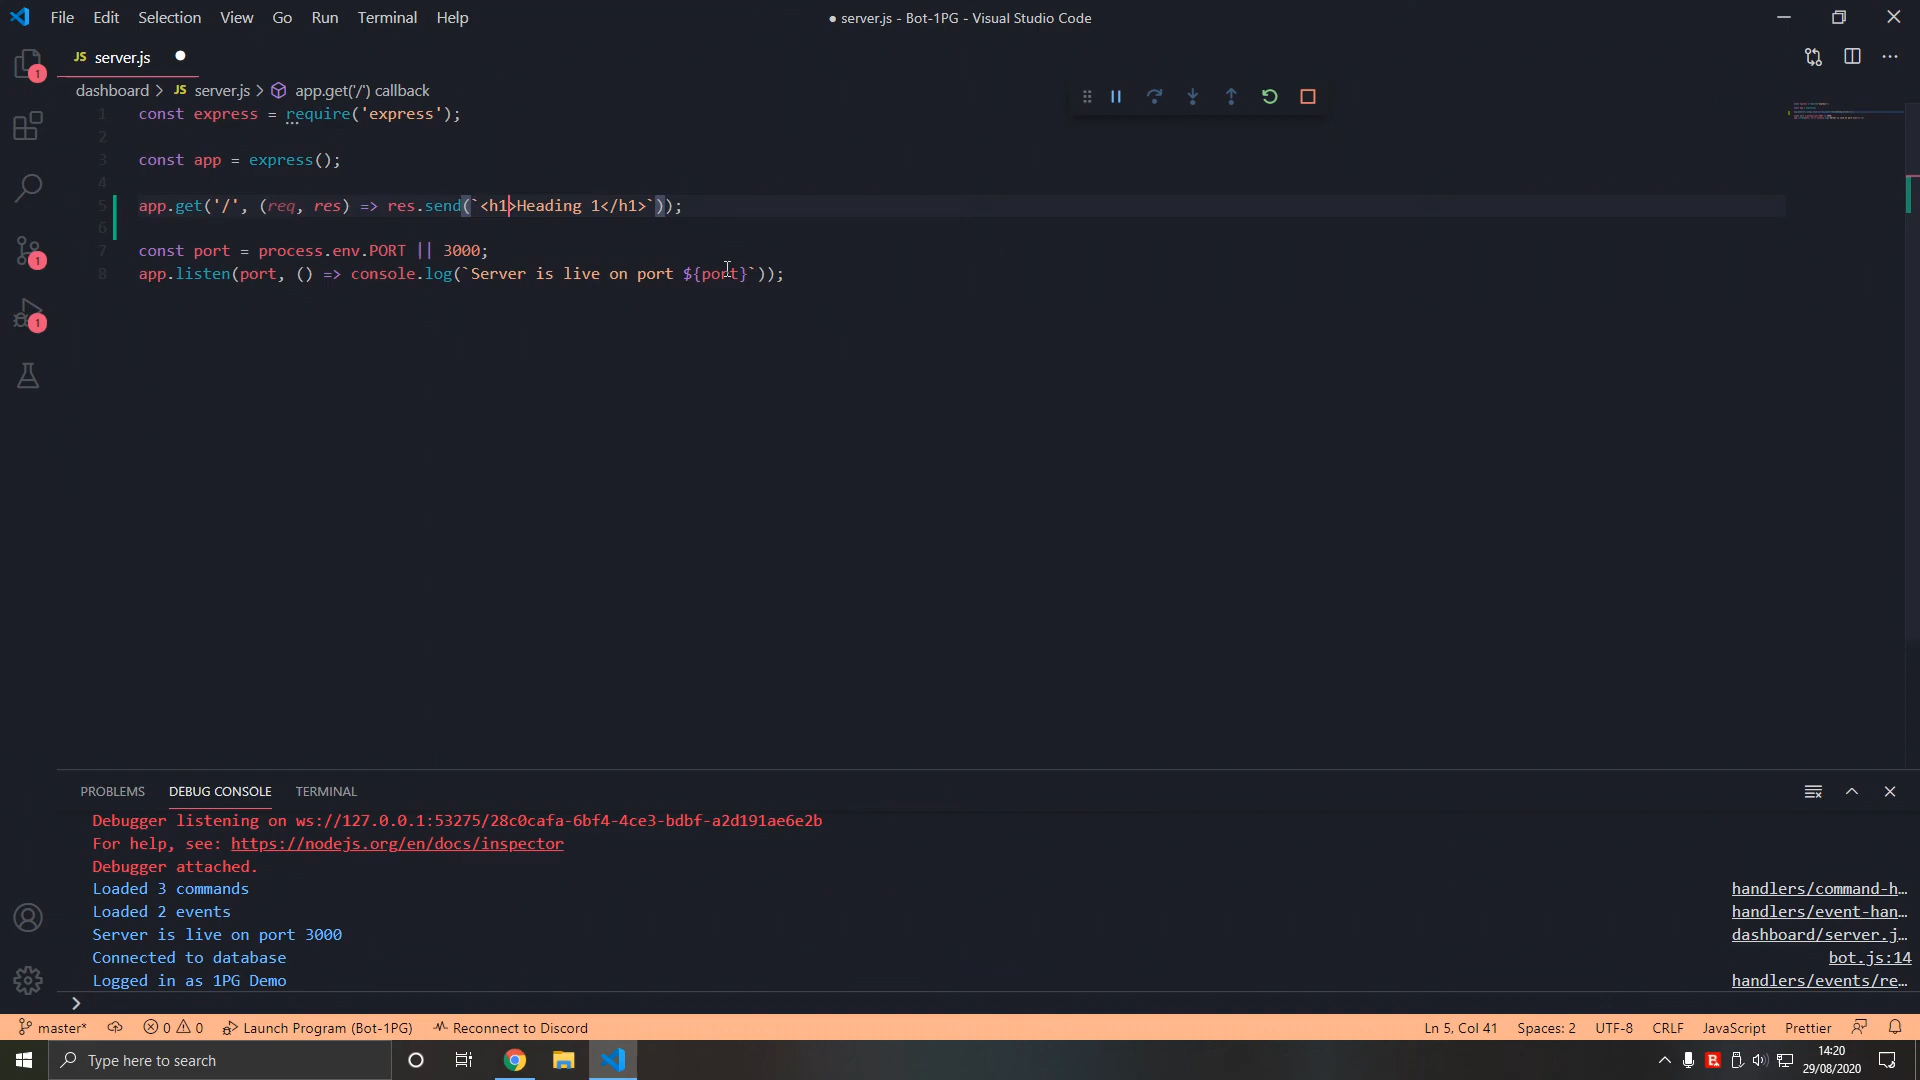 File Edit Selection View Go Run Terminal Help
● server.js - Bot-1PG - Visual Studio Code
JS server.js ●
dashboard > JS server.js > app.get('/') callback
1 const express = require('express');
2
3 const app = express();
4
5 app.get('/', (req, res) => res.send(`<h1>Heading 1</h1>`));
6
7 const port = process.env.PORT || 3000;
8 app.listen(port, () => console.log(`Server is live on port ${port}`));
1
1
1
PROBLEMS DEBUG CONSOLE TERMINAL
Debugger listening on ws://127.0.0.1:53275/28c0cafa-6bf4-4ce3-bdbf-a2d191ae6e2b
For help, see: https://nodejs.org/en/docs/inspector
Debugger attached.
Loaded 3 commands handlers/command-h…
Loaded 2 events handlers/event-han…
Server is live on port 3000 dashboard/server.j…
Connected to database bot.js:14
Logged in as 1PG Demo handlers/events/re…
master* 0 0 Launch Program (Bot-1PG) Reconnect to Discord Ln 5, Col 41 Spaces: 2 UTF-8 CRLF JavaScript Prettier
Type here to search
14:20
29/08/2020